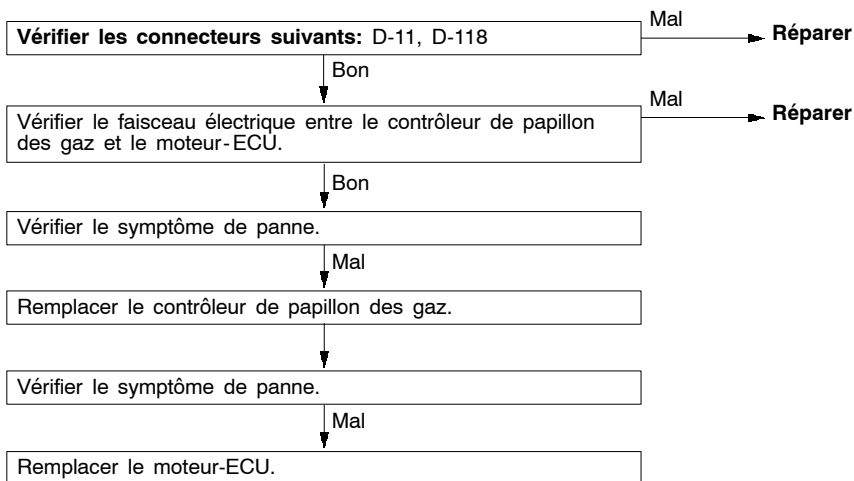 Vérifier les connecteurs suivants: D-11, D-118
Mal
Réparer
Bon
Vérifier le faisceau électrique entre le contrôleur de papillon
des gaz et le moteur-ECU.
Mal
Réparer
Bon
Vérifier le symptôme de panne.
Mal
Remplacer le contrôleur de papillon des gaz.
Vérifier le symptôme de panne.
Mal
Remplacer le moteur-ECU.